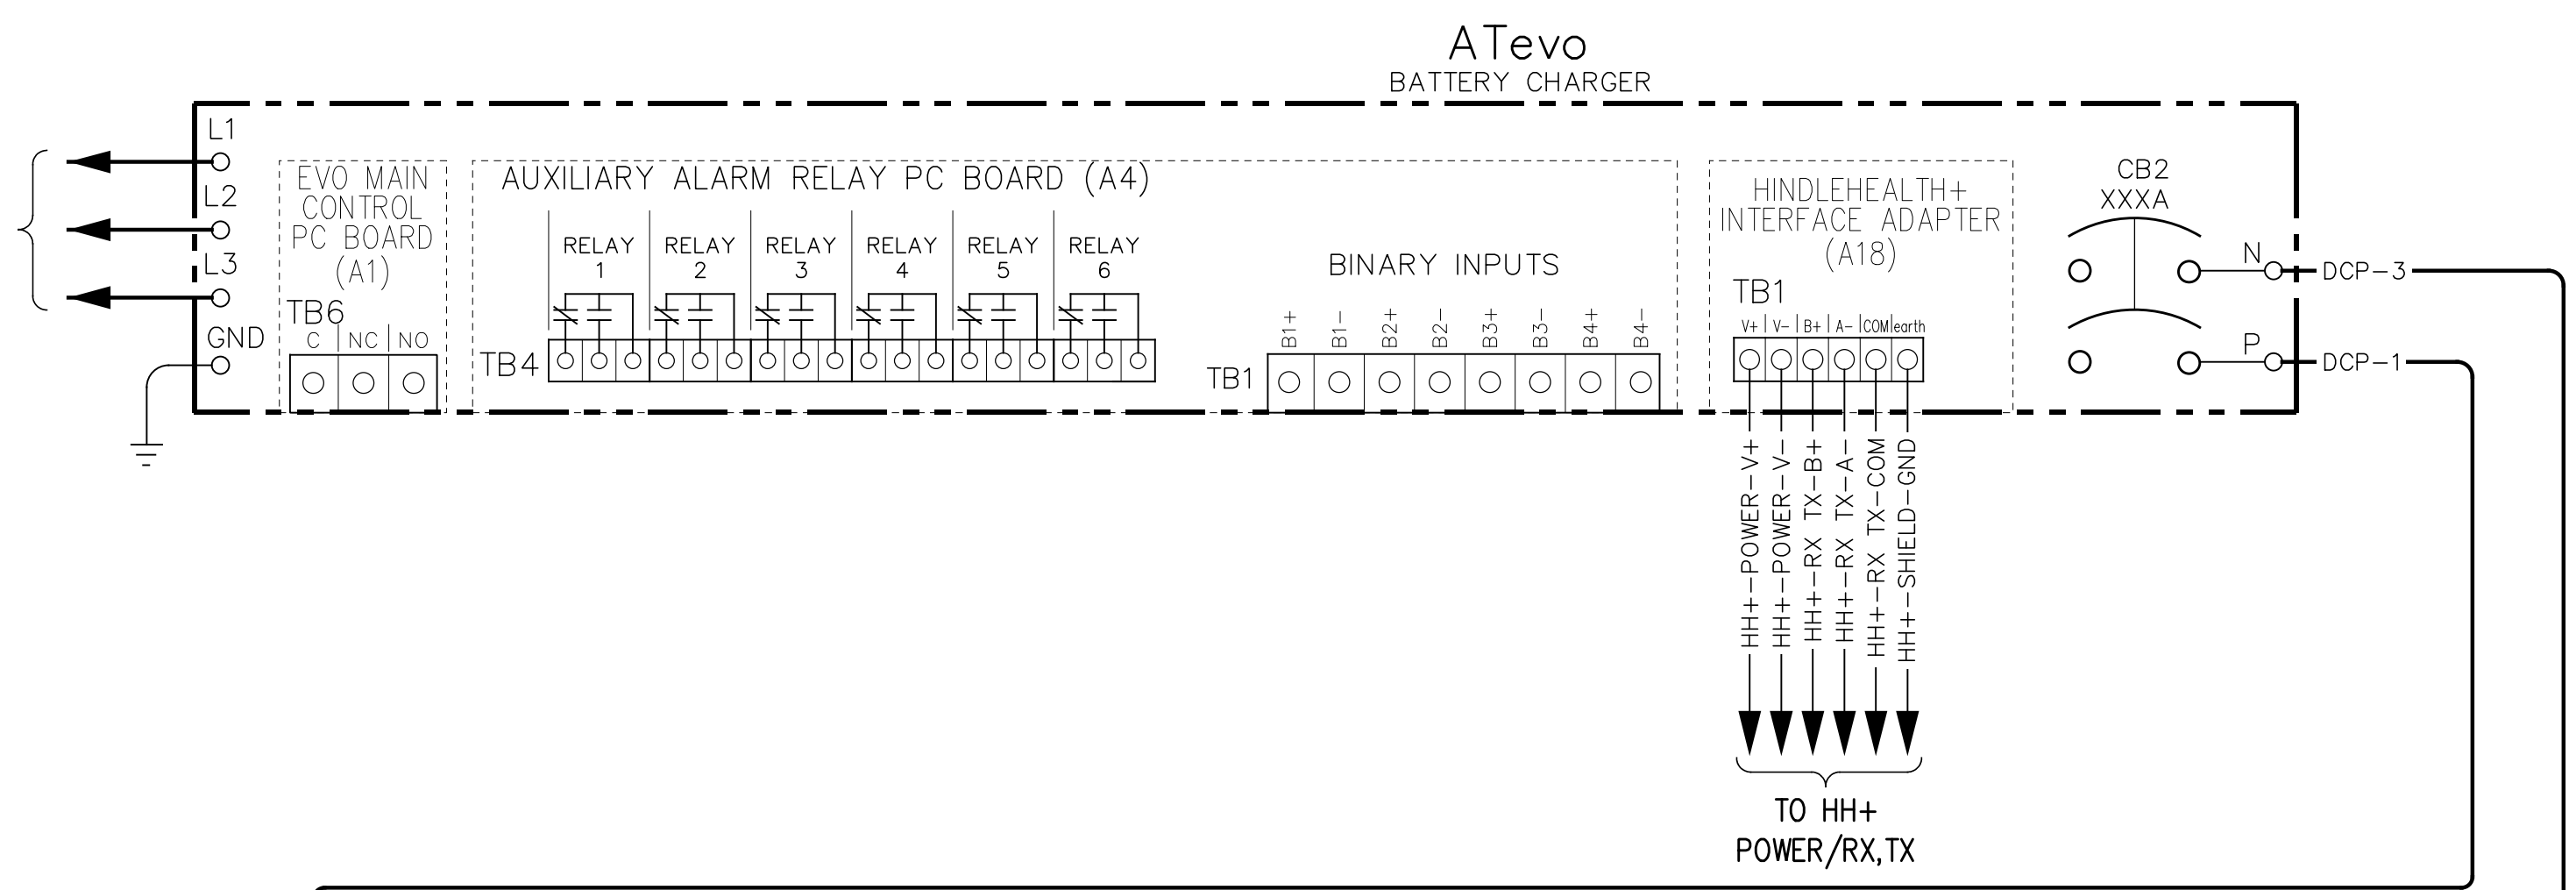 ATevo
BATTERY CHARGER
L1
L2
L3
GND
EVO MAIN
CONTROL
PC BOARD
(A1)
TB6
C | NC | NO
AUXILIARY ALARM RELAY PC BOARD (A4)
RELAY
1
RELAY
2
RELAY
3
RELAY
4
RELAY
5
RELAY
6
TB4
BINARY INPUTS
B1+
B1-
B2+
B2-
B3+
B3-
B4+
B4-
TB1
HINDLEHEALTH+
INTERFACE ADAPTER
(A18)
TB1
V+ | V- | B+ | A- |COM|earth
CB2
XXXA
N
DCP-3
P
DCP-1
HH+-POWER-V+
HH+-POWER-V-
HH+-RX TX-B+
HH+-RX TX-A-
HH+-RX TX-COM
HH+-SHIELD-GND
TO HH+
POWER/RX,TX